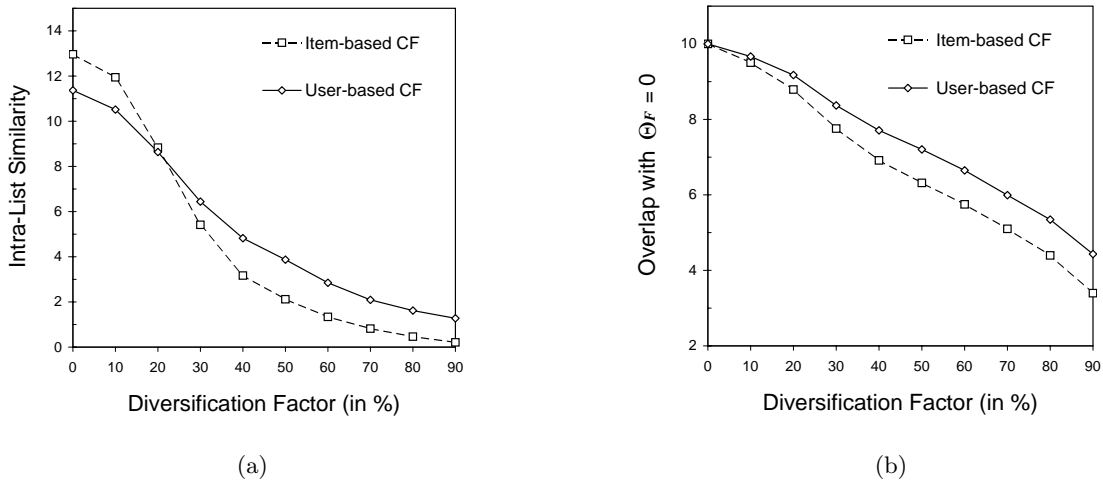 14
12
10
8
6
4
2
0
Intra-List Similarity
Item-based CF
User-based CF
0 10 20 30 40 50 60 70 80 90
Diversification Factor (in %)
(a)
10
8
6
4
2
Overlap with ΘF = 0
Item-based CF
User-based CF
0 10 20 30 40 50 60 70 80 90
Diversification Factor (in %)
(b)